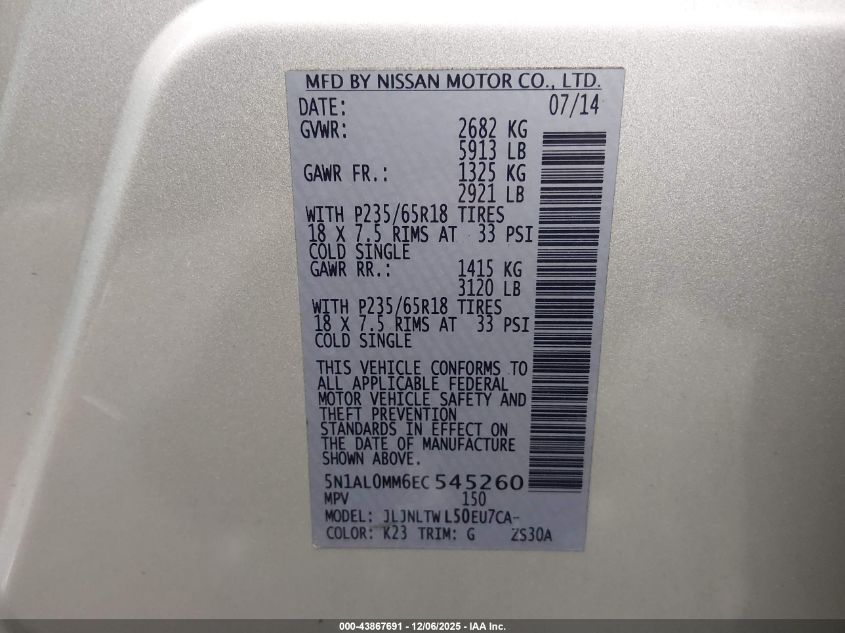 MFD BY NISSAN MOTOR CO., LTD.
DATE: 07/14
GVWR: 2682 KG
5913 LB
GAWR FR.: 1325 KG
2921 LB
WITH P235/65R18 TIRES
18 X 7.5 RIMS AT 33 PSI
COLD SINGLE
GAWR RR.: 1415 KG
3120 LB
WITH P235/65R18 TIRES
18 X 7.5 RIMS AT 33 PSI
COLD SINGLE
THIS VEHICLE CONFORMS TO
ALL APPLICABLE FEDERAL
MOTOR VEHICLE SAFETY AND
THEFT PREVENTION
STANDARDS IN EFFECT ON
THE DATE OF MANUFACTURE
SHOWN ABOVE.
5N1AL0MM6EC545260
MPV 150
MODEL: JLJNLTWL50EU7CA-
COLOR: K23 TRIM: G ZS30A
000-43867691 - 12/06/2025 - IAA Inc.